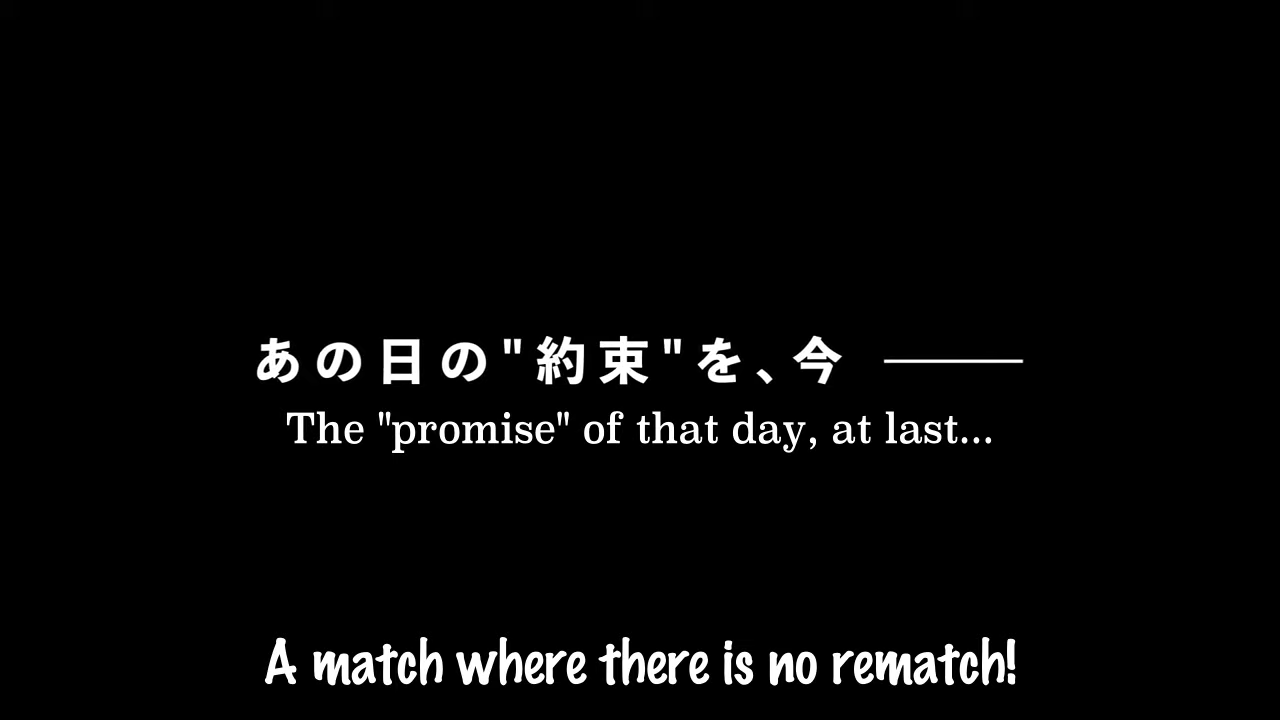 あの日の"約束"を、今 ――
The "promise" of that day, at last...
A match where there is no rematch!